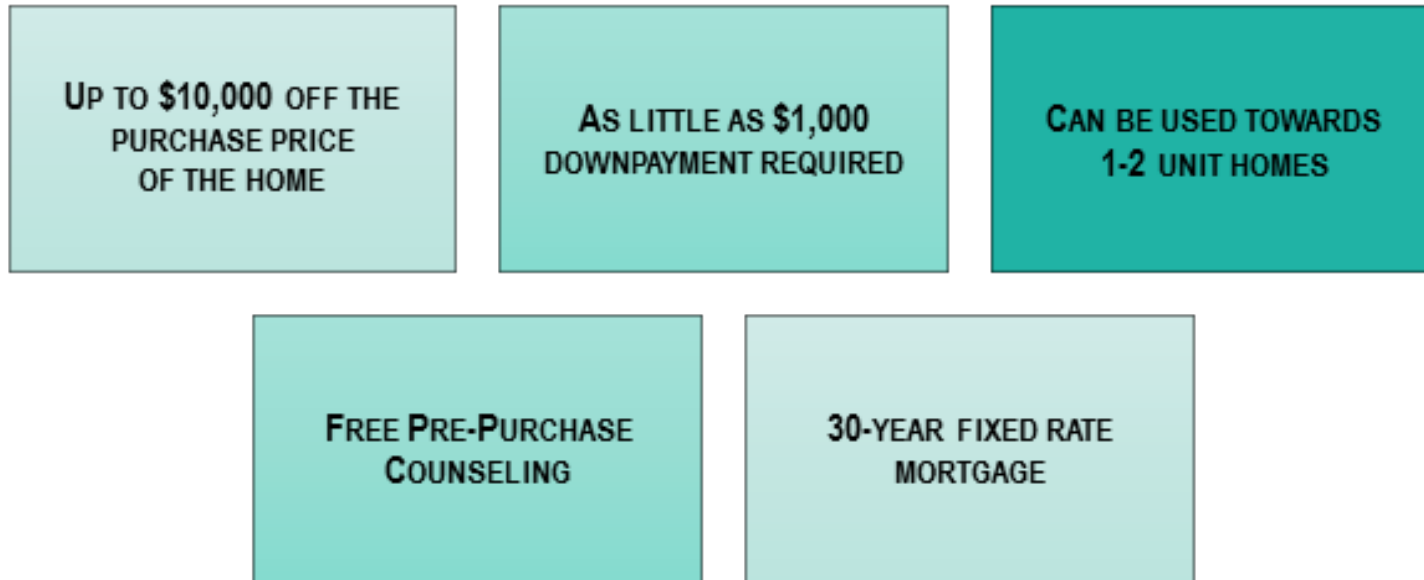 UP TO $10,000 OFF THE
PURCHASE PRICE
OF THE HOME
AS LITTLE AS $1,000
DOWNPAYMENT REQUIRED
CAN BE USED TOWARDS
1-2 UNIT HOMES
FREE PRE-PURCHASE
COUNSELING
30-YEAR FIXED RATE
MORTGAGE